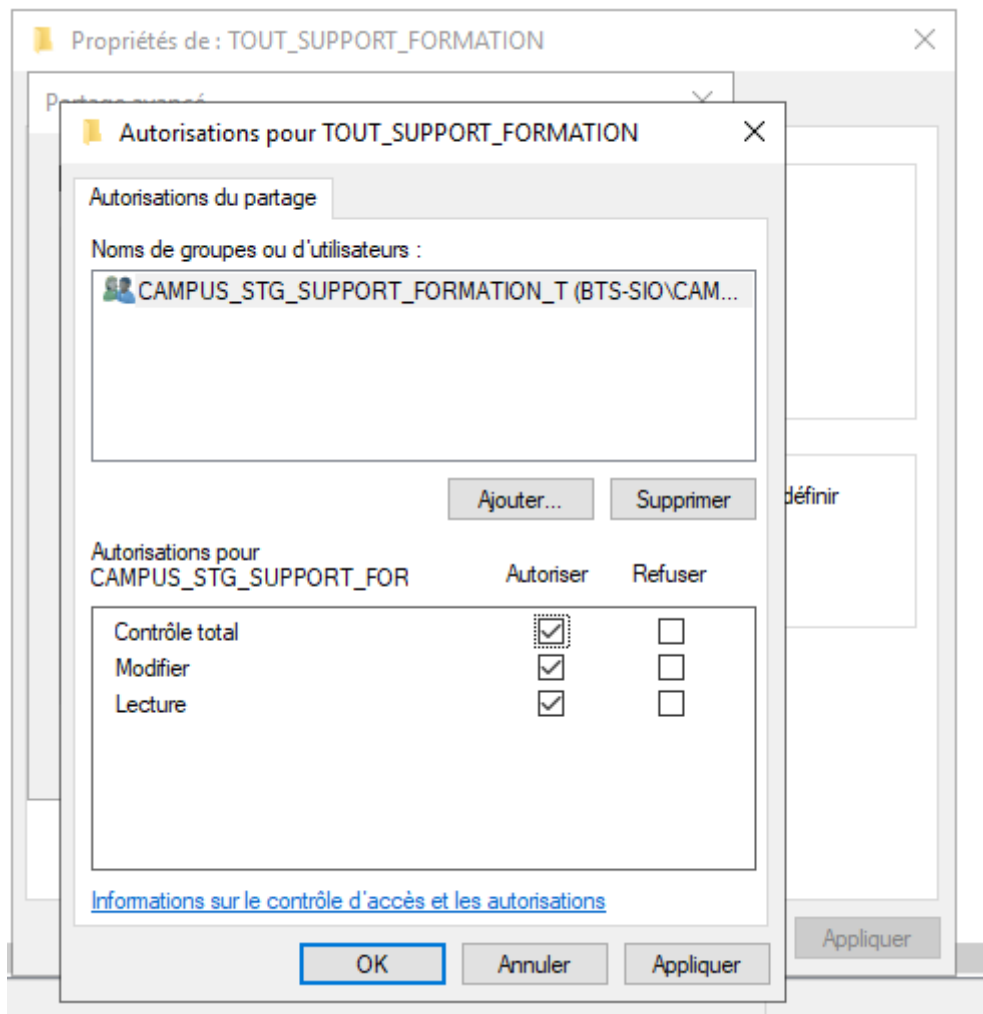 Propriétés de : TOUT_SUPPORT_FORMATION
Partage avancé
Autorisations pour TOUT_SUPPORT_FORMATION
Autorisations du partage
Noms de groupes ou d'utilisateurs :
CAMPUS_STG_SUPPORT_FORMATION_T (BTS-SIO\CAM...
Ajouter... Supprimer
définir
Autorisations pour
CAMPUS_STG_SUPPORT_FOR Autoriser Refuser
Contrôle total
Modifier
Lecture
Informations sur le contrôle d'accès et les autorisations
Appliquer
OK Annuler Appliquer